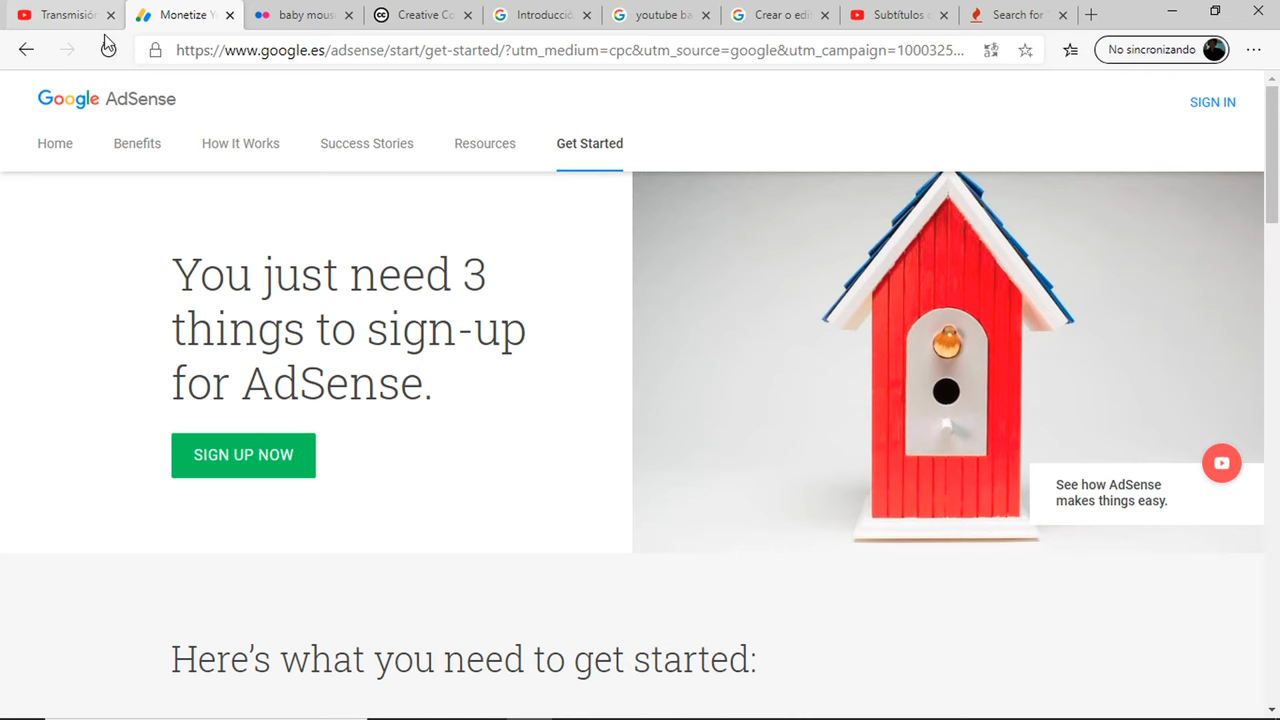 Transmisión
Monetize Y
baby mous
Creative Co
Introducció
youtube ba
Crear o edi
Subtítulos
Search for
https://www.google.es/adsense/start/get-started/?utm_medium=cpc&utm_source=google&utm_campaign=1000325...
No sincronizando
Google AdSense
SIGN IN
Home
Benefits
How It Works
Success Stories
Resources
Get Started
You just need 3
things to sign-up
for AdSense.
SIGN UP NOW
See how AdSense
makes things easy.
Here's what you need to get started: